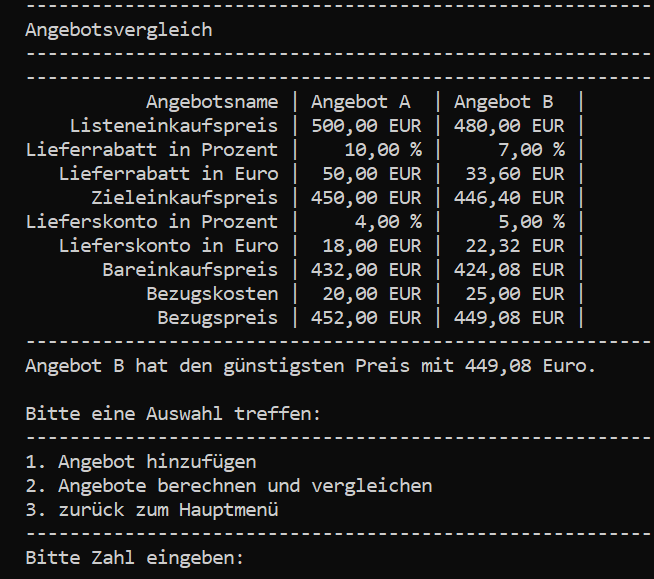 ---------------------------------------------------------
Angebotsvergleich
---------------------------------------------------------
---------------------------------------------------------
           Angebotsname | Angebot A  | Angebot B  |
    Listeneinkaufspreis | 500,00 EUR | 480,00 EUR |
Lieferrabatt in Prozent |    10,00 % |     7,00 % |
   Lieferrabatt in Euro |  50,00 EUR |  33,60 EUR |
      Zieleinkaufspreis | 450,00 EUR | 446,40 EUR |
Lieferskonto in Prozent |     4,00 % |     5,00 % |
   Lieferskonto in Euro |  18,00 EUR |  22,32 EUR |
       Bareinkaufspreis | 432,00 EUR | 424,08 EUR |
           Bezugskosten |  20,00 EUR |  25,00 EUR |
            Bezugspreis | 452,00 EUR | 449,08 EUR |
---------------------------------------------------------
Angebot B hat den günstigsten Preis mit 449,08 Euro.

Bitte eine Auswahl treffen:
---------------------------------------------------------
1. Angebot hinzufügen
2. Angebote berechnen und vergleichen
3. zurück zum Hauptmenü
---------------------------------------------------------
Bitte Zahl eingeben: